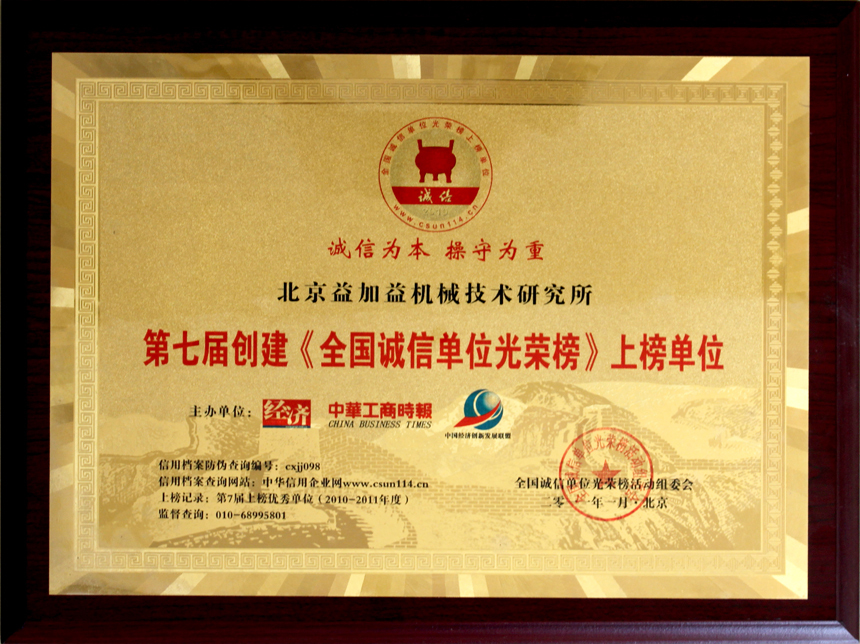 全国诚信单位光荣榜上榜单位
诚信
www.csun114.cn
诚信为本 操守为重
北京益加益机械技术研究所
第七届创建《全国诚信单位光荣榜》上榜单位
主办单位：
经济
中華工商時報
CHINA BUSINESS TIMES
中国经济创新发展联盟
信用档案防伪查询编号：cxjj098
信用档案查询网站：中华信用企业网www.csun114.cn
上榜记录：第7届上榜优秀单位（2010-2011年度）
监督查询：010-68995801
全国诚信单位光荣榜活动组委会
二零一一年一月·北京